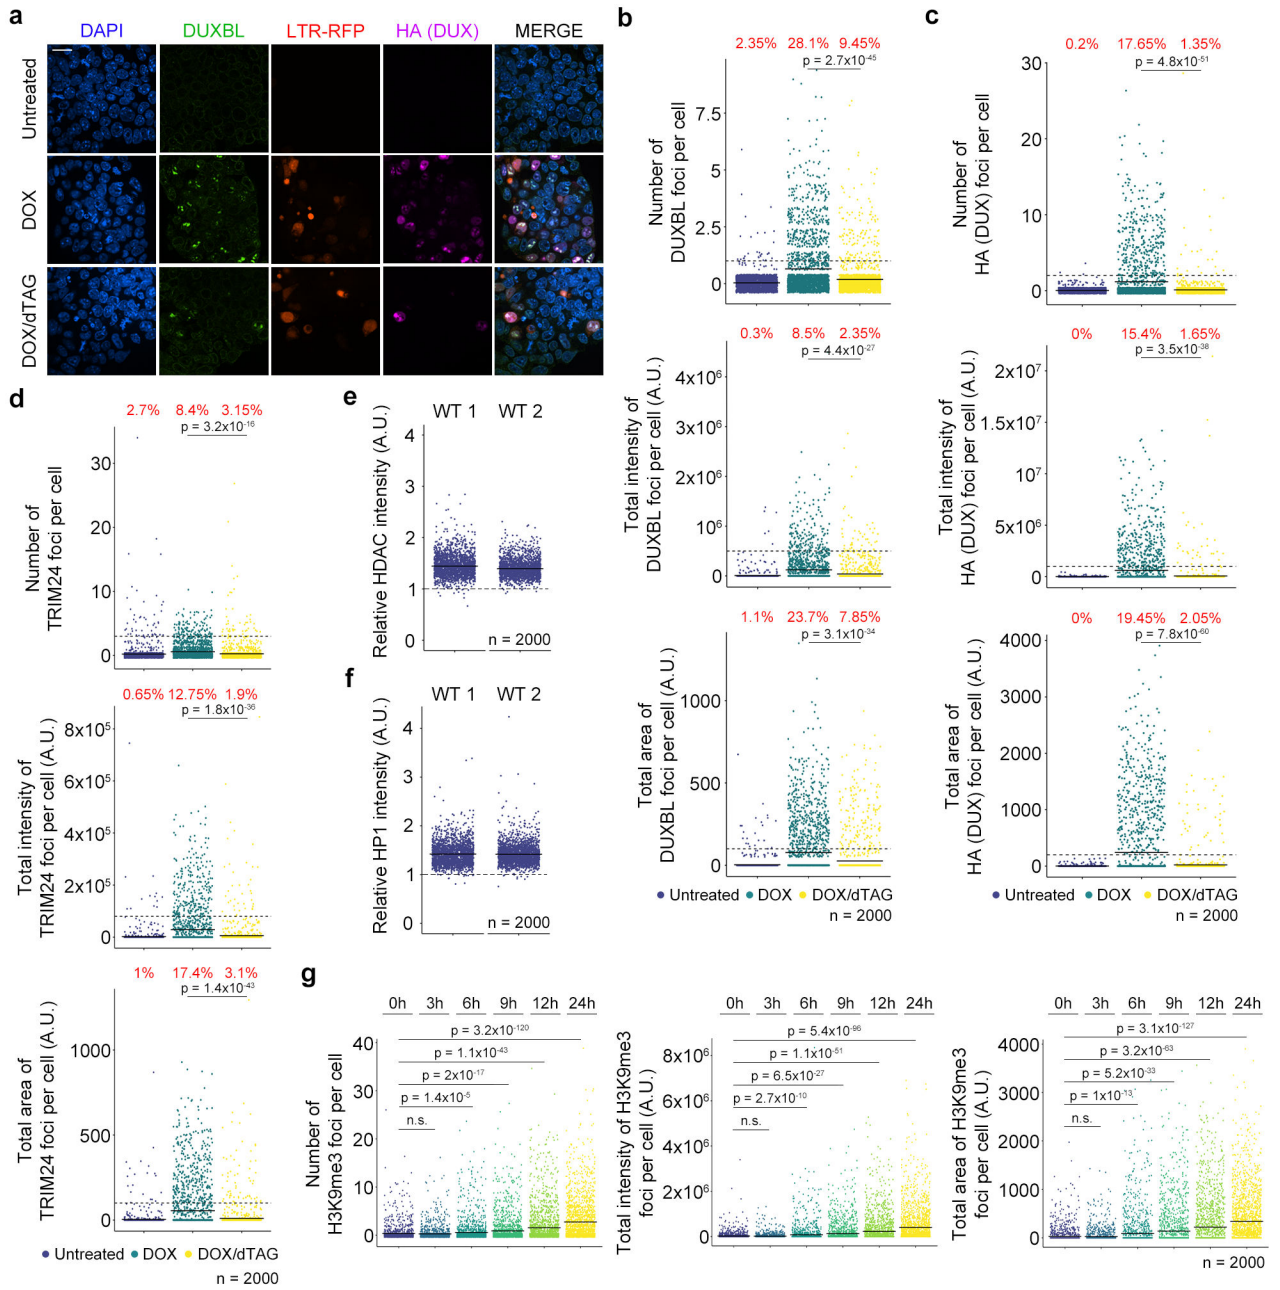 a
DAPI DUXBL LTR-RFP HA (DUX) MERGE
Untreated
DOX
DOX/dTAG
b
2.35% 28.1% 9.45%
p = 2.7x10⁻⁴⁵
Number of
DUXBL foci per cell
7.5
5
2.5
0
0.3% 8.5% 2.35%
p = 4.4x10⁻²⁷
Total intensity of
DUXBL foci per cell (A.U.)
4x10⁶
3x10⁶
2x10⁶
10⁶
0
1.1% 23.7% 7.85%
p = 3.1x10⁻³⁴
Total area of
DUXBL foci per cell (A.U.)
1000
500
0
Untreated DOX DOX/dTAG
n = 2000
c
0.2% 17.65% 1.35%
p = 4.8x10⁻⁵¹
Number of
HA (DUX) foci per cell
30
20
10
0
0% 15.4% 1.65%
p = 3.5x10⁻³⁸
Total intensity of
HA (DUX) foci per cell (A.U.)
2x10⁷
1.5x10⁷
10⁷
5x10⁶
0
0% 19.45% 2.05%
p = 7.8x10⁻⁶⁰
Total area of
HA (DUX) foci per cell (A.U.)
4000
3000
2000
1000
0
Untreated DOX DOX/dTAG
n = 2000
d
2.7% 8.4% 3.15%
p = 3.2x10⁻¹⁶
Number of
TRIM24 foci per cell
30
20
10
0
0.65% 12.75% 1.9%
p = 1.8x10⁻³⁶
Total intensity of
TRIM24 foci per cell (A.U.)
8x10⁵
6x10⁵
4x10⁵
2x10⁵
0
1% 17.4% 3.1%
p = 1.4x10⁻⁴³
Total area of
TRIM24 foci per cell (A.U.)
1000
500
0
Untreated DOX DOX/dTAG
n = 2000
e
WT 1 WT 2
Relative HDAC intensity (A.U.)
4
3
2
1
0
n = 2000
f
WT 1 WT 2
Relative HP1 intensity (A.U.)
4
3
2
1
0
n = 2000
g
0h 3h 6h 9h 12h 24h
p = 3.2x10⁻¹²⁰
p = 1.1x10⁻⁴³
p = 2x10⁻¹⁷
p = 1.4x10⁻⁵
n.s.
Number of
H3K9me3 foci per cell
40
30
20
10
0
0h 3h 6h 9h 12h 24h
p = 5.4x10⁻⁹⁶
p = 1.1x10⁻⁵¹
p = 6.5x10⁻²⁷
p = 2.7x10⁻¹⁰
n.s.
Total intensity of H3K9me3
foci per cell (A.U.)
8x10⁶
6x10⁶
4x10⁶
2x10⁶
0
0h 3h 6h 9h 12h 24h
p = 3.1x10⁻¹²⁷
p = 3.2x10⁻⁶³
p = 5.2x10⁻³³
p = 1x10⁻¹³
n.s.
Total area of H3K9me3
foci per cell (A.U.)
4000
3000
2000
1000
0
n = 2000